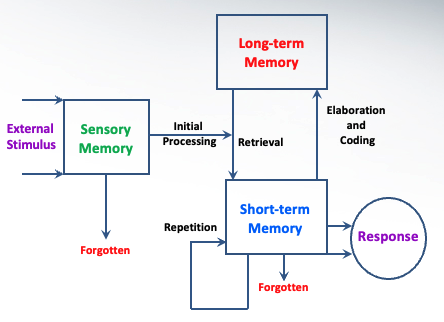 Long-term
Memory
External
Stimulus
Sensory
Memory
Initial
Processing
Retrieval
Elaboration
and
Coding
Forgotten
Repetition
Short-term
Memory
Response
Forgotten